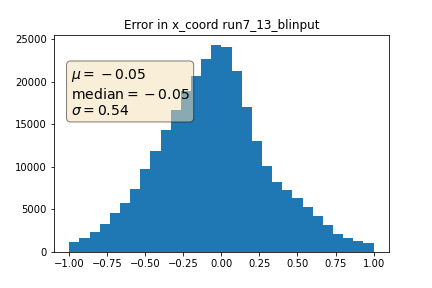 Error in x_coord run7_13_blinput
25000
20000
15000
10000
5000
0
μ = −0.05
median = −0.05
σ = 0.54
−1.00 −0.75 −0.50 −0.25 0.00 0.25 0.50 0.75 1.00